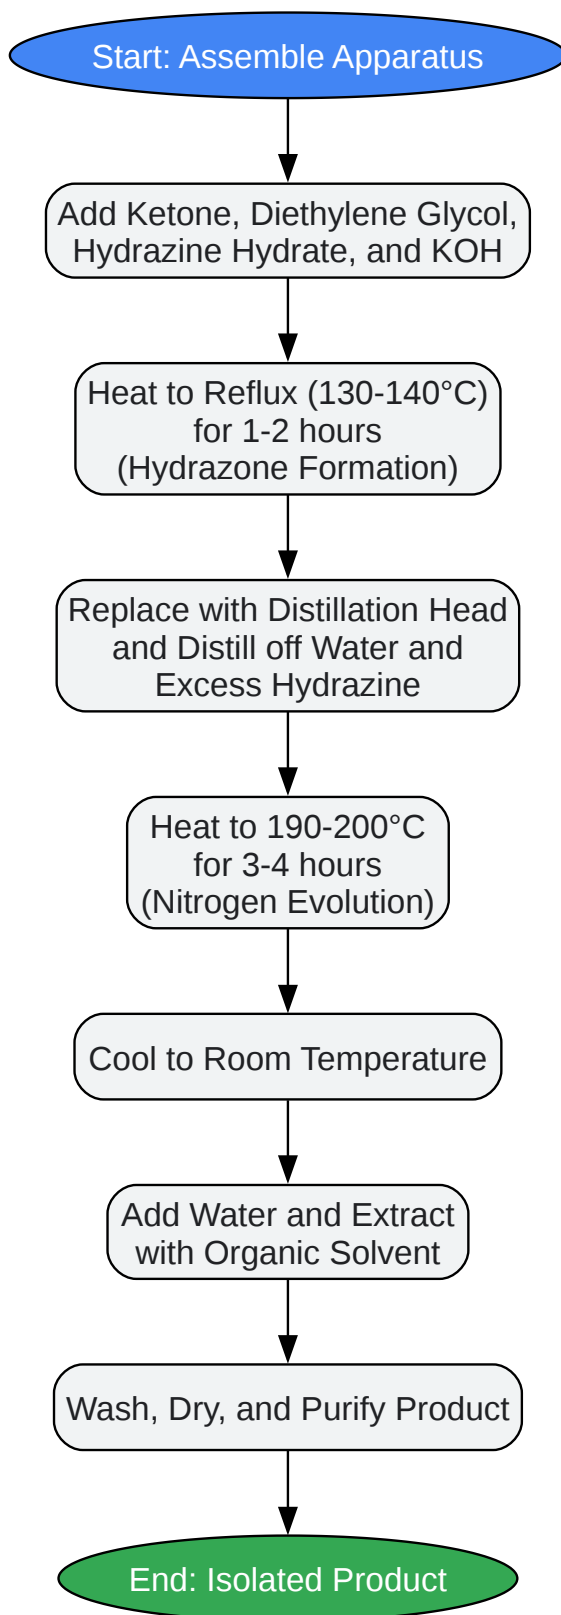 Start: Assemble Apparatus
Add Ketone, Diethylene Glycol,
Hydrazine Hydrate, and KOH
Heat to Reflux (130-140°C)
for 1-2 hours
(Hydrazone Formation)
Replace with Distillation Head
and Distill off Water and
Excess Hydrazine
Heat to 190-200°C
for 3-4 hours
(Nitrogen Evolution)
Cool to Room Temperature
Add Water and Extract
with Organic Solvent
Wash, Dry, and Purify Product
End: Isolated Product